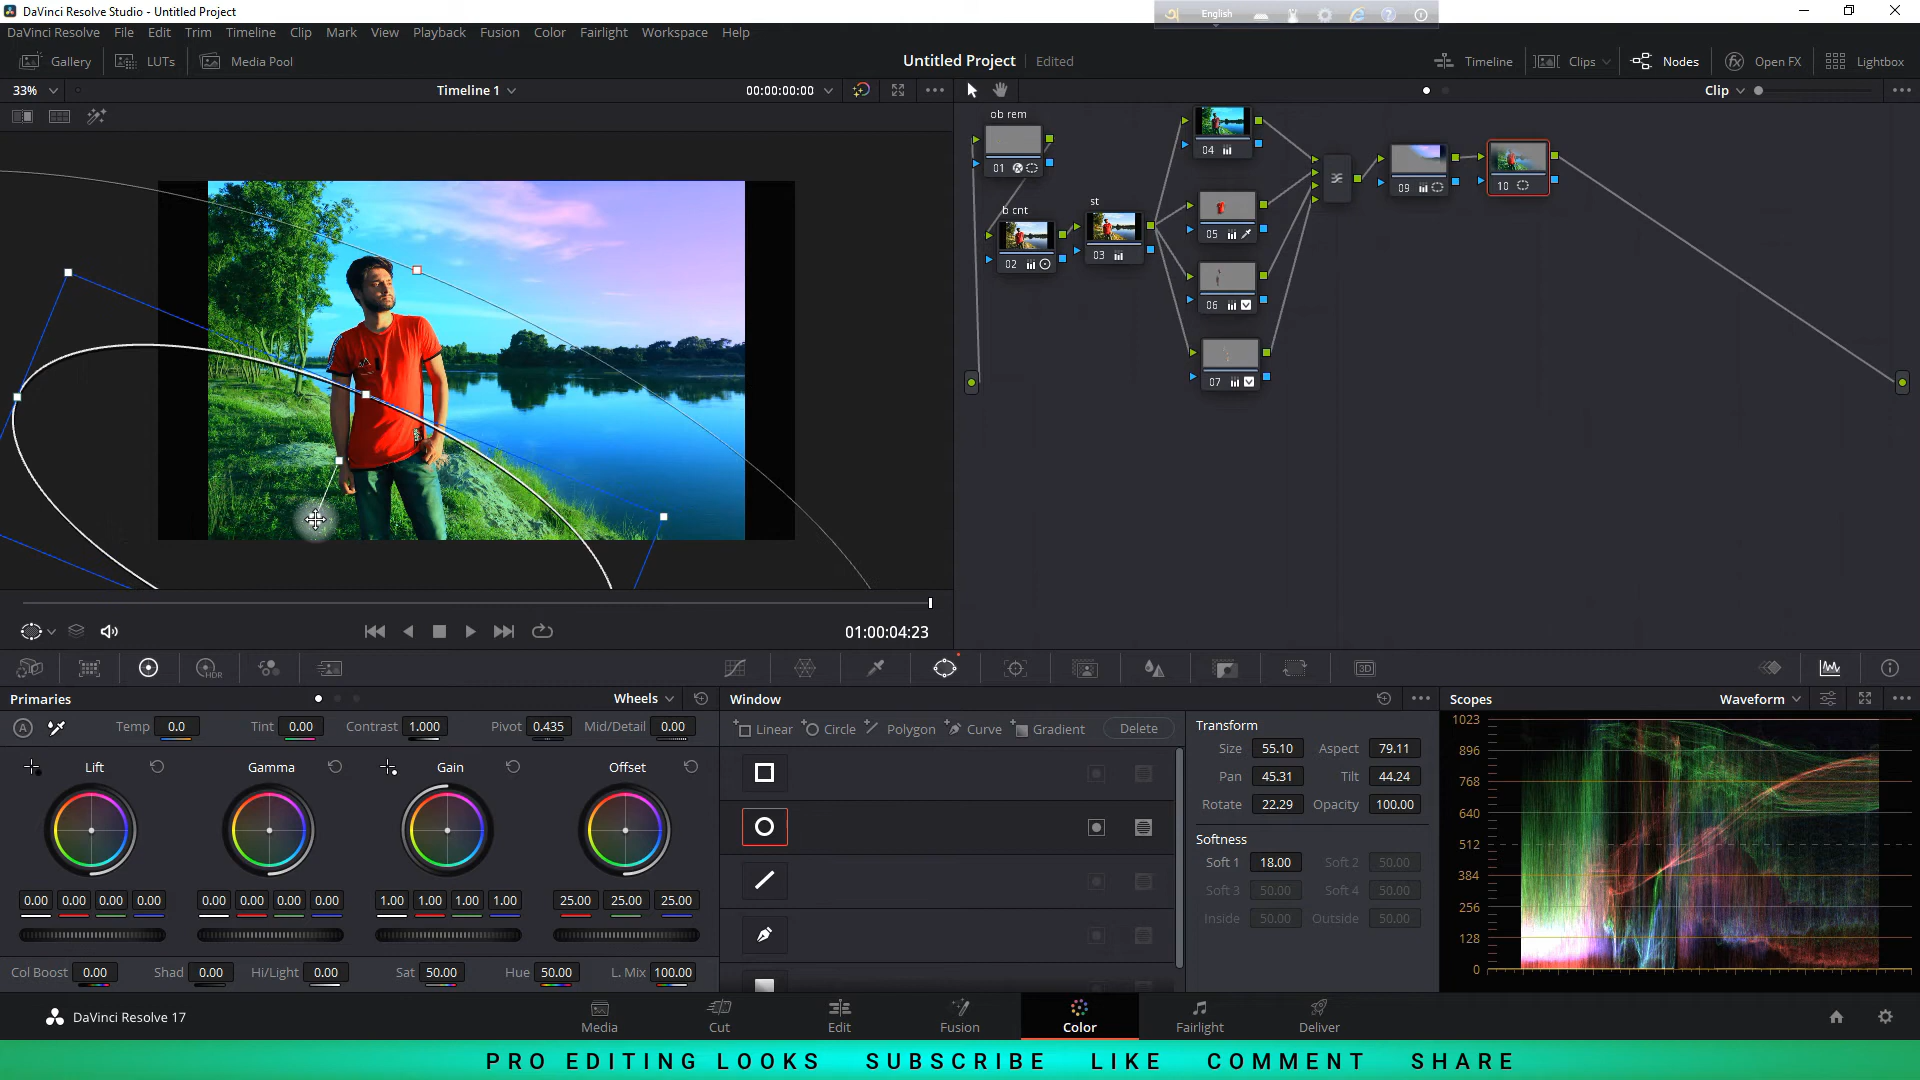 DaVinci Resolve Studio - Untitled Project
English
DaVinci Resolve File Edit Trim Timeline Clip Mark View Playback Fusion Color Fairlight Workspace Help
Gallery LUTs Media Pool
Untitled Project Edited
Timeline Clips Nodes Open FX Lightbox
33% Timeline 1 00:00:00:00
Clip
ob rem
01
b cnt
02
st
03
04
05
06
07
09
10
01:00:04:23
Primaries
Wheels
Window
Scopes
Waveform
Temp 0.0 Tint 0.00 Contrast 1.000 Pivot 0.435 Mid/Detail 0.00
Lift Gamma Gain Offset
0.00 0.00 0.00 0.00 0.00 0.00 0.00 0.00 1.00 1.00 1.00 1.00 25.00 25.00 25.00
Col Boost 0.00 Shad 0.00 Hi/Light 0.00 Sat 50.00 Hue 50.00 L. Mix 100.00
Linear Circle Polygon Curve Gradient Delete
Transform
Size 55.10 Aspect 79.11
Pan 45.31 Tilt 44.24
Rotate 22.29 Opacity 100.00
Softness
Soft 1 18.00 Soft 2 50.00
Soft 3 50.00 Soft 4 50.00
Inside 50.00 Outside 50.00
1023
896
768
640
512
384
256
128
0
DaVinci Resolve 17
Media Cut Edit Fusion Color Fairlight Deliver
PRO EDITING LOOKS SUBSCRIBE LIKE COMMENT SHARE